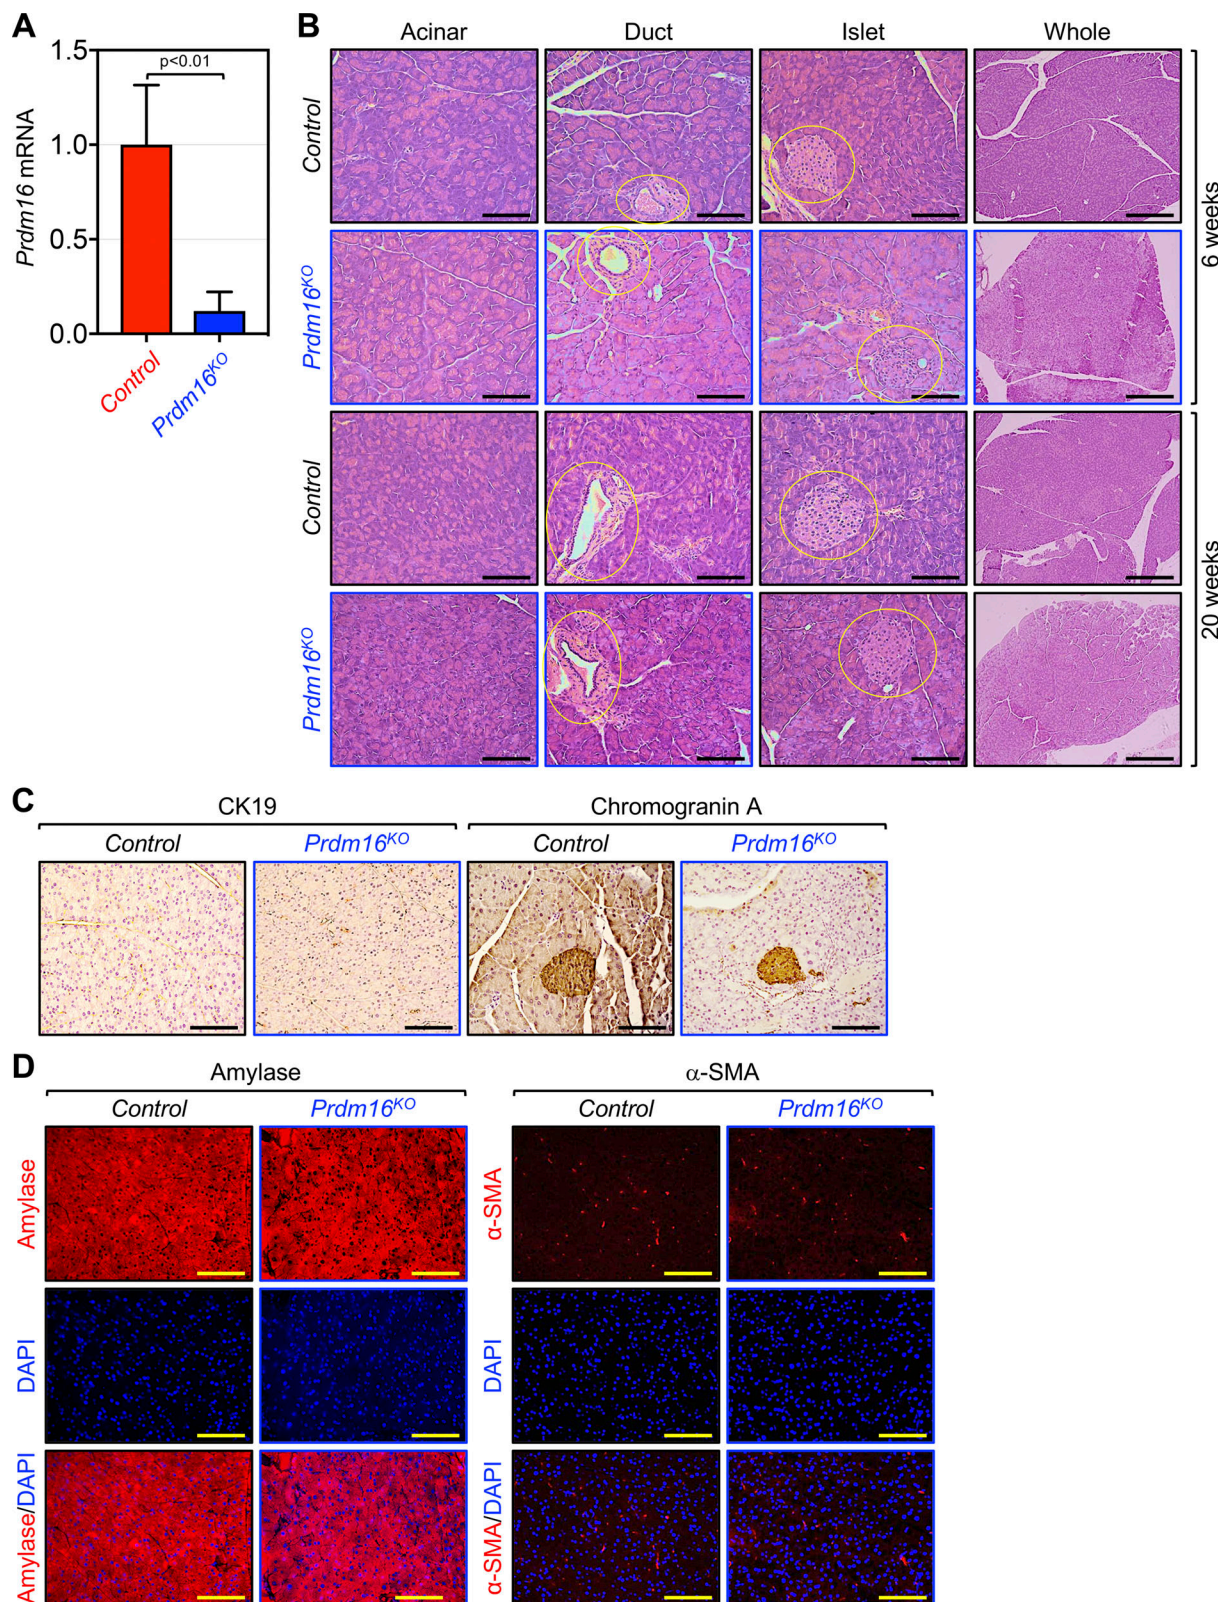 A
1.5
1.0
0.5
0.0
Prdm16 mRNA
p<0.01
Control
Prdm16KO
B
Acinar Duct Islet Whole
Control
Prdm16KO
6 weeks
Control
Prdm16KO
20 weeks
C
CK19 Chromogranin A
Control Prdm16KO Control Prdm16KO
D
Amylase α-SMA
Control Prdm16KO Control Prdm16KO
Amylase α-SMA
DAPI DAPI
Amylase/DAPI α-SMA/DAPI